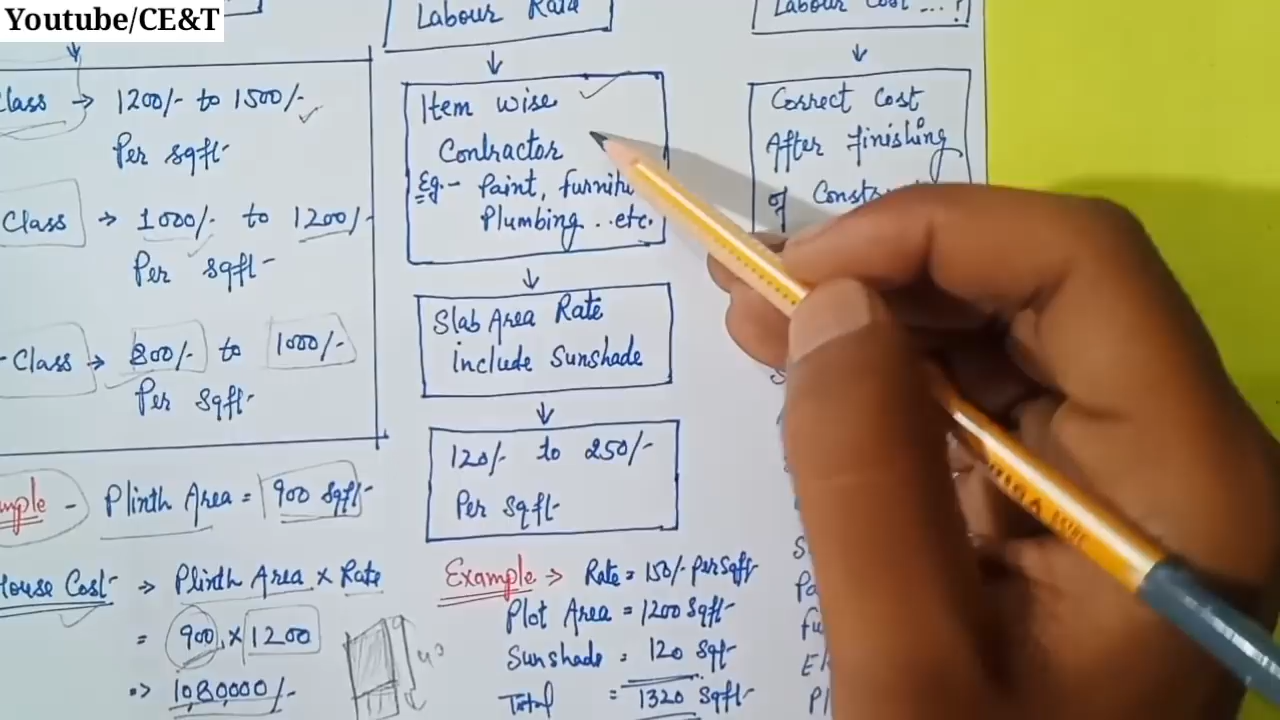 Youtube/CE&T
Class → 1200/- to 1500/-
Per sqft
Class → 1000/- to 1200/-
Per sqft
Class → 800/- to 1000/-
Per sqft
Plinth Area = 900 Sqft
House Cost → Plinth Area × Rate
= 900 × 1200
⇒ 1080000/-
Labour Rate
Item wise
Contractor
Eg:- Paint, furnitu
Plumbing...etc.
Slab Area Rate
include Sunshade
120/- to 250/-
Per Sqft
Example → Rate = 150/- per Sqft
Plot Area = 1200 Sqft
Sunshade = 120 Sqft
Total = 1320 Sqft
Labour Cost...?
Correct Cost
After finishing
of Constr